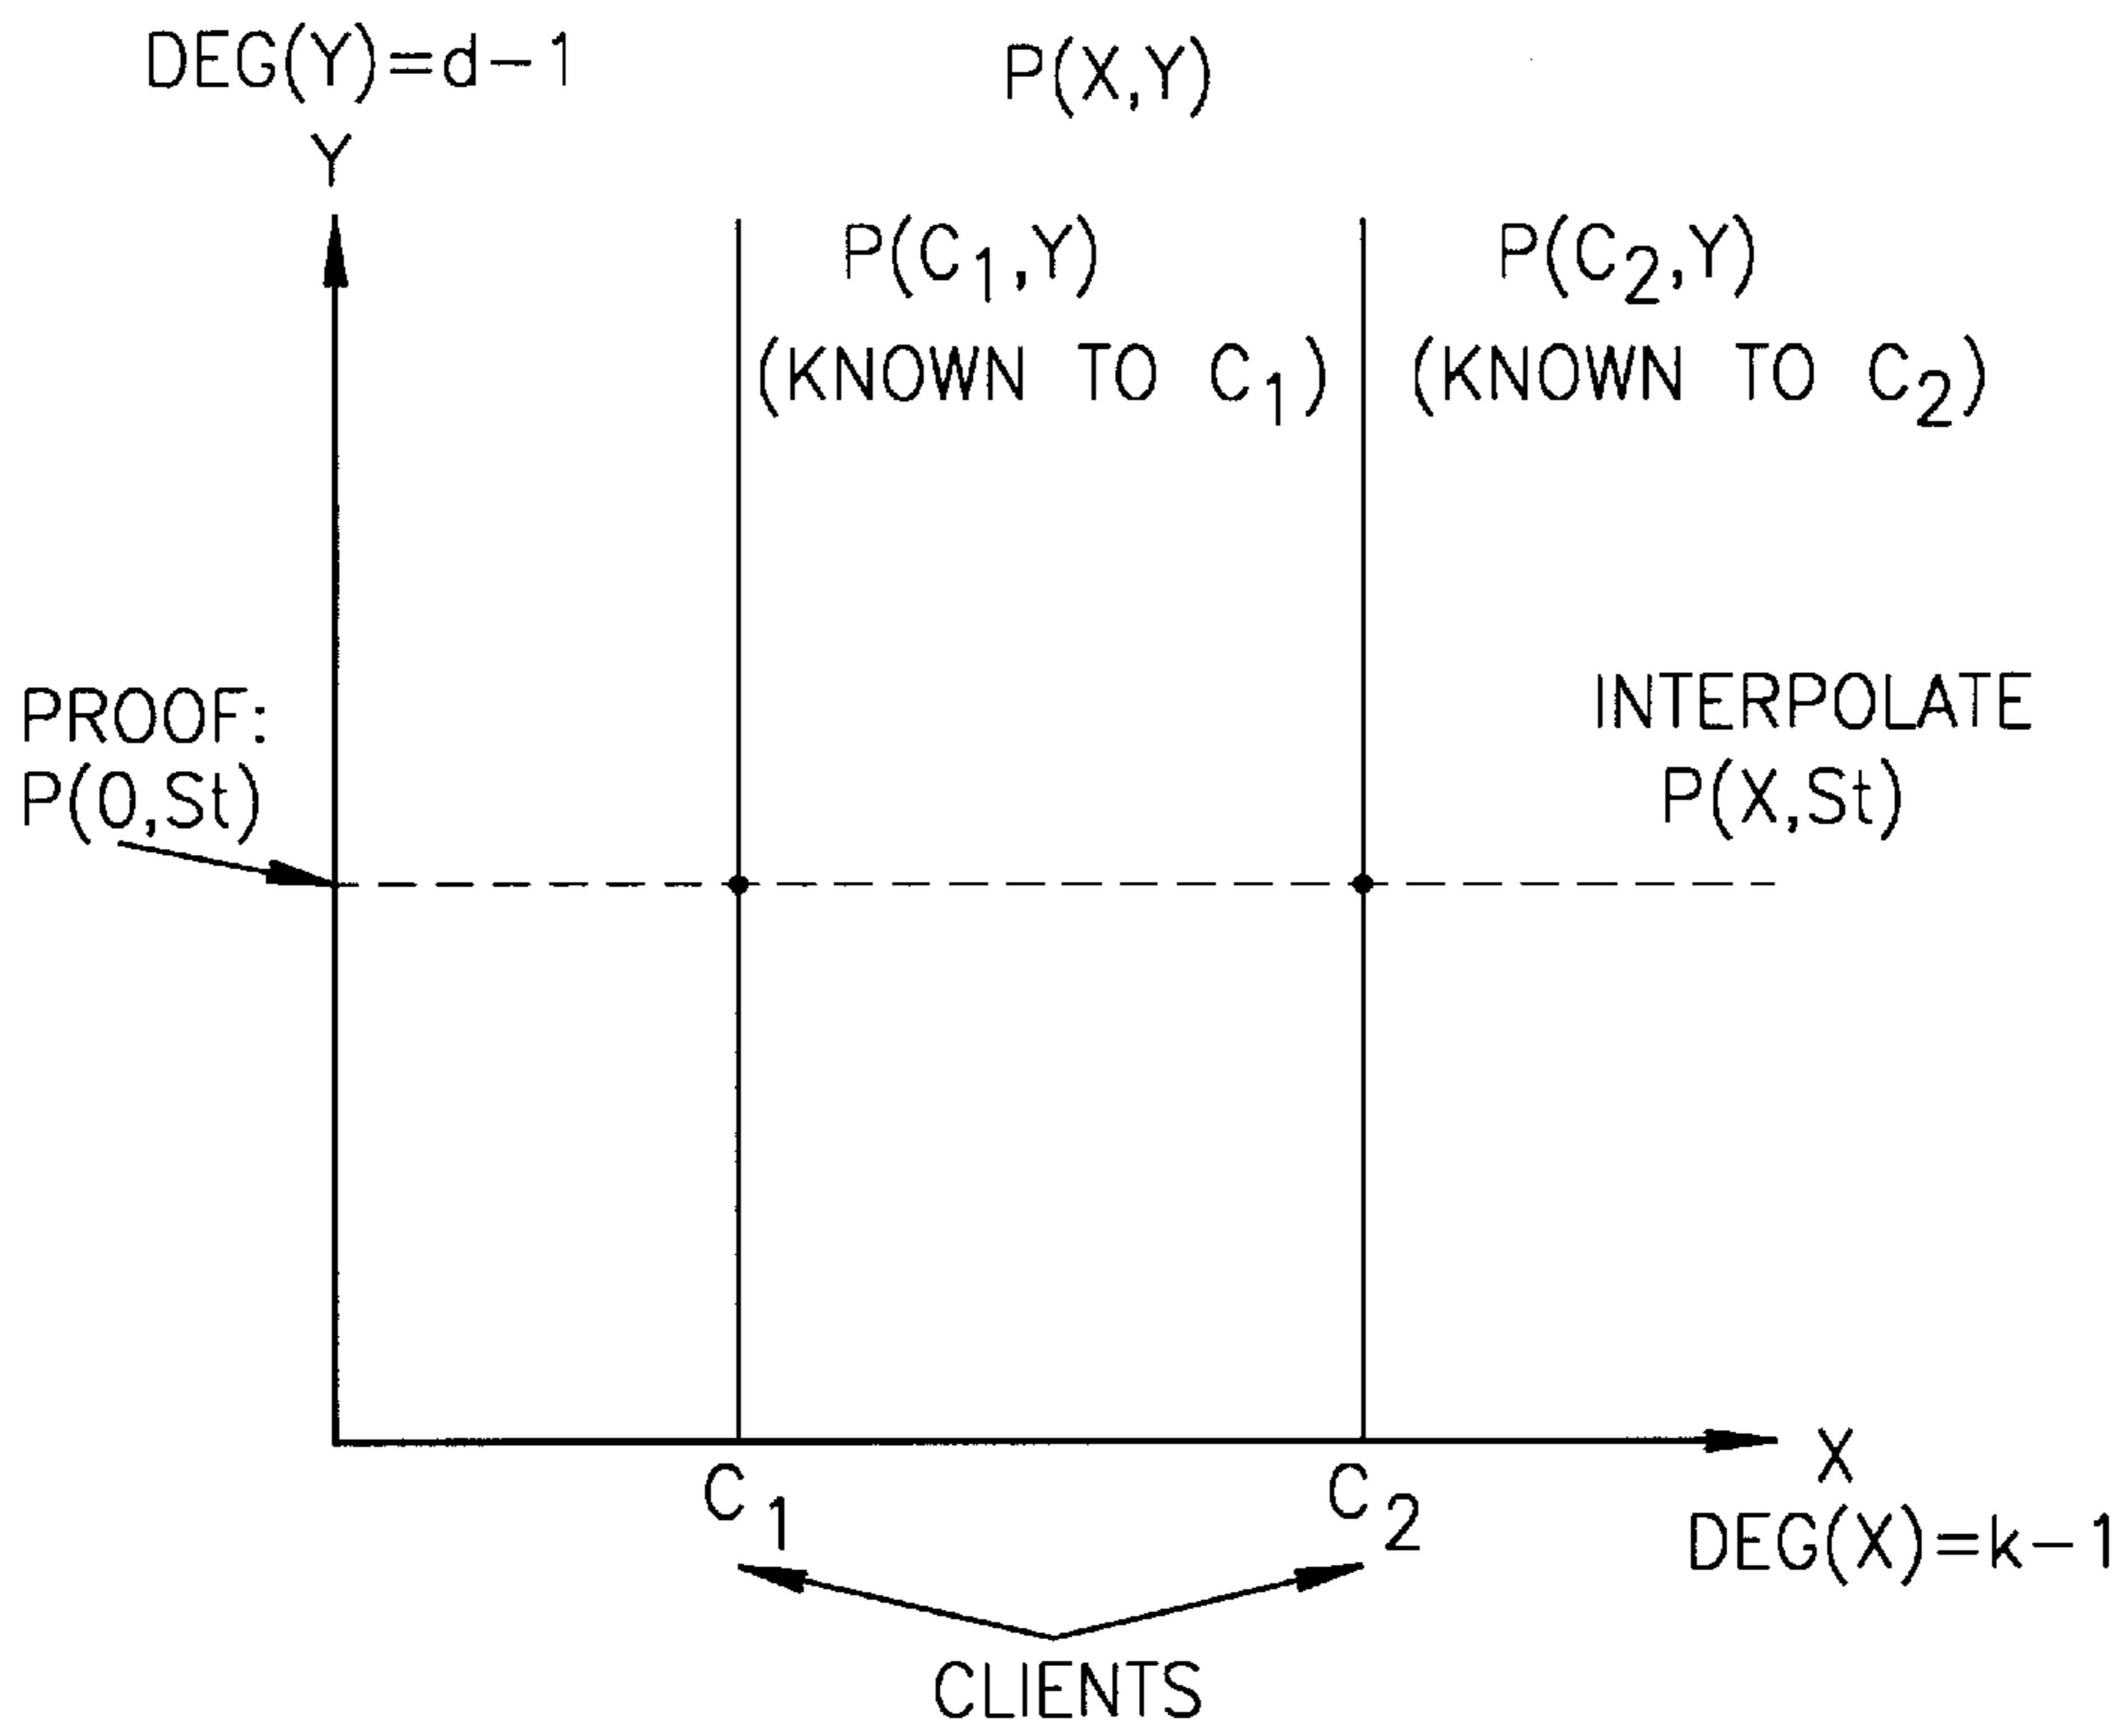 DEG(Y)=d-1
P(X,Y)
Y
P(C1,Y)
(KNOWN TO C1)
P(C2,Y)
(KNOWN TO C2)
PROOF:
P(0,St)
INTERPOLATE
P(X,St)
C1
C2
X
DEG(X)=k-1
CLIENTS